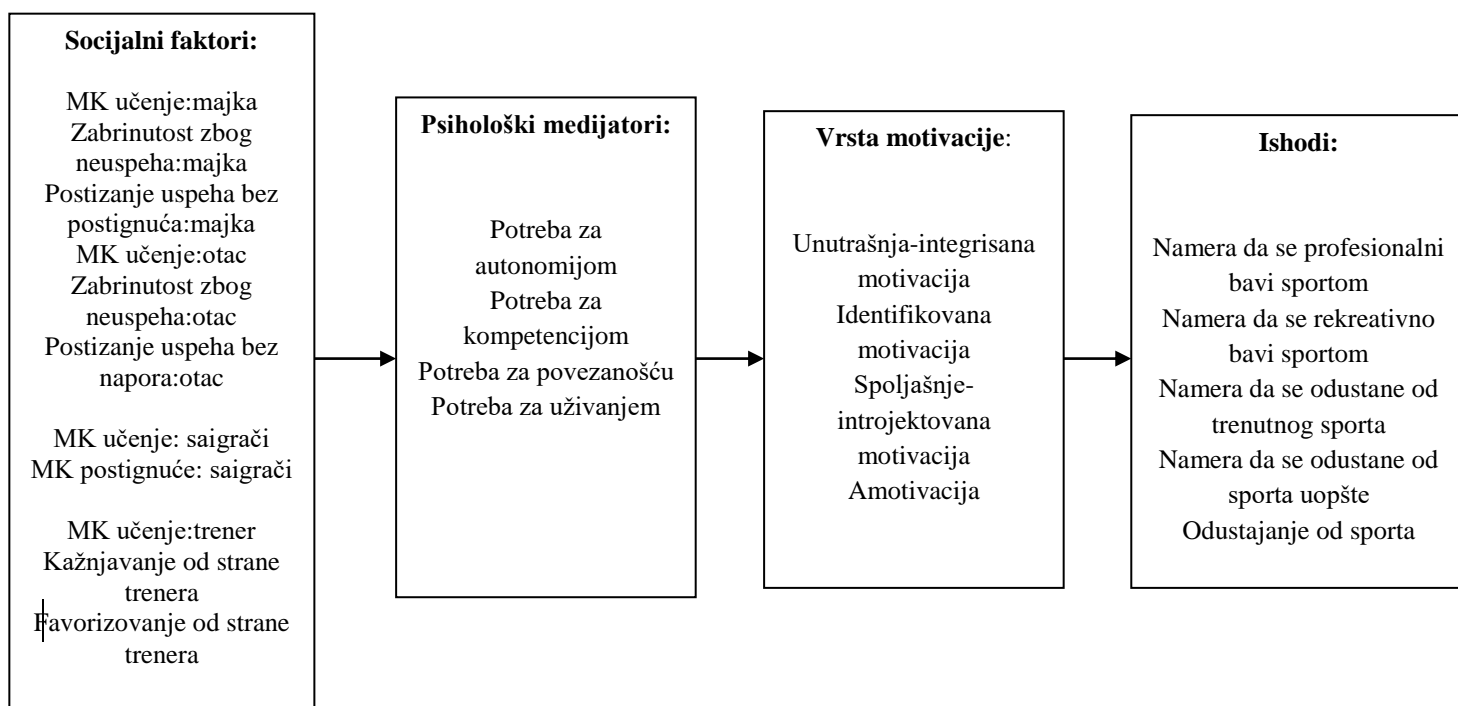 Socijalni faktori:
MK učenje:majka
Zabrinutost zbog
neuspeha:majka
Postizanje uspeha bez
postignuća:majka
MK učenje:otac
Zabrinutost zbog
neuspeha:otac
Postizanje uspeha bez
napora:otac
MK učenje: saigrači
MK postignuće: saigrači
MK učenje:trener
Kažnjavanje od strane
trenera
Favorizovanje od strane
trenera
Psihološki medijatori:
Potreba za
autonomijom
Potreba za
kompetencijom
Potreba za povezanošću
Potreba za uživanjem
Vrsta motivacije:
Unutrašnja-integrisana
motivacija
Identifikovana
motivacija
Spoljašnje-
introjektovana
motivacija
Amotivacija
Ishodi:
Namera da se profesionalni
bavi sportom
Namera da se rekreativno
bavi sportom
Namera da se odustane od
trenutnog sporta
Namera da se odustane od
sporta uopšte
Odustajanje od sporta